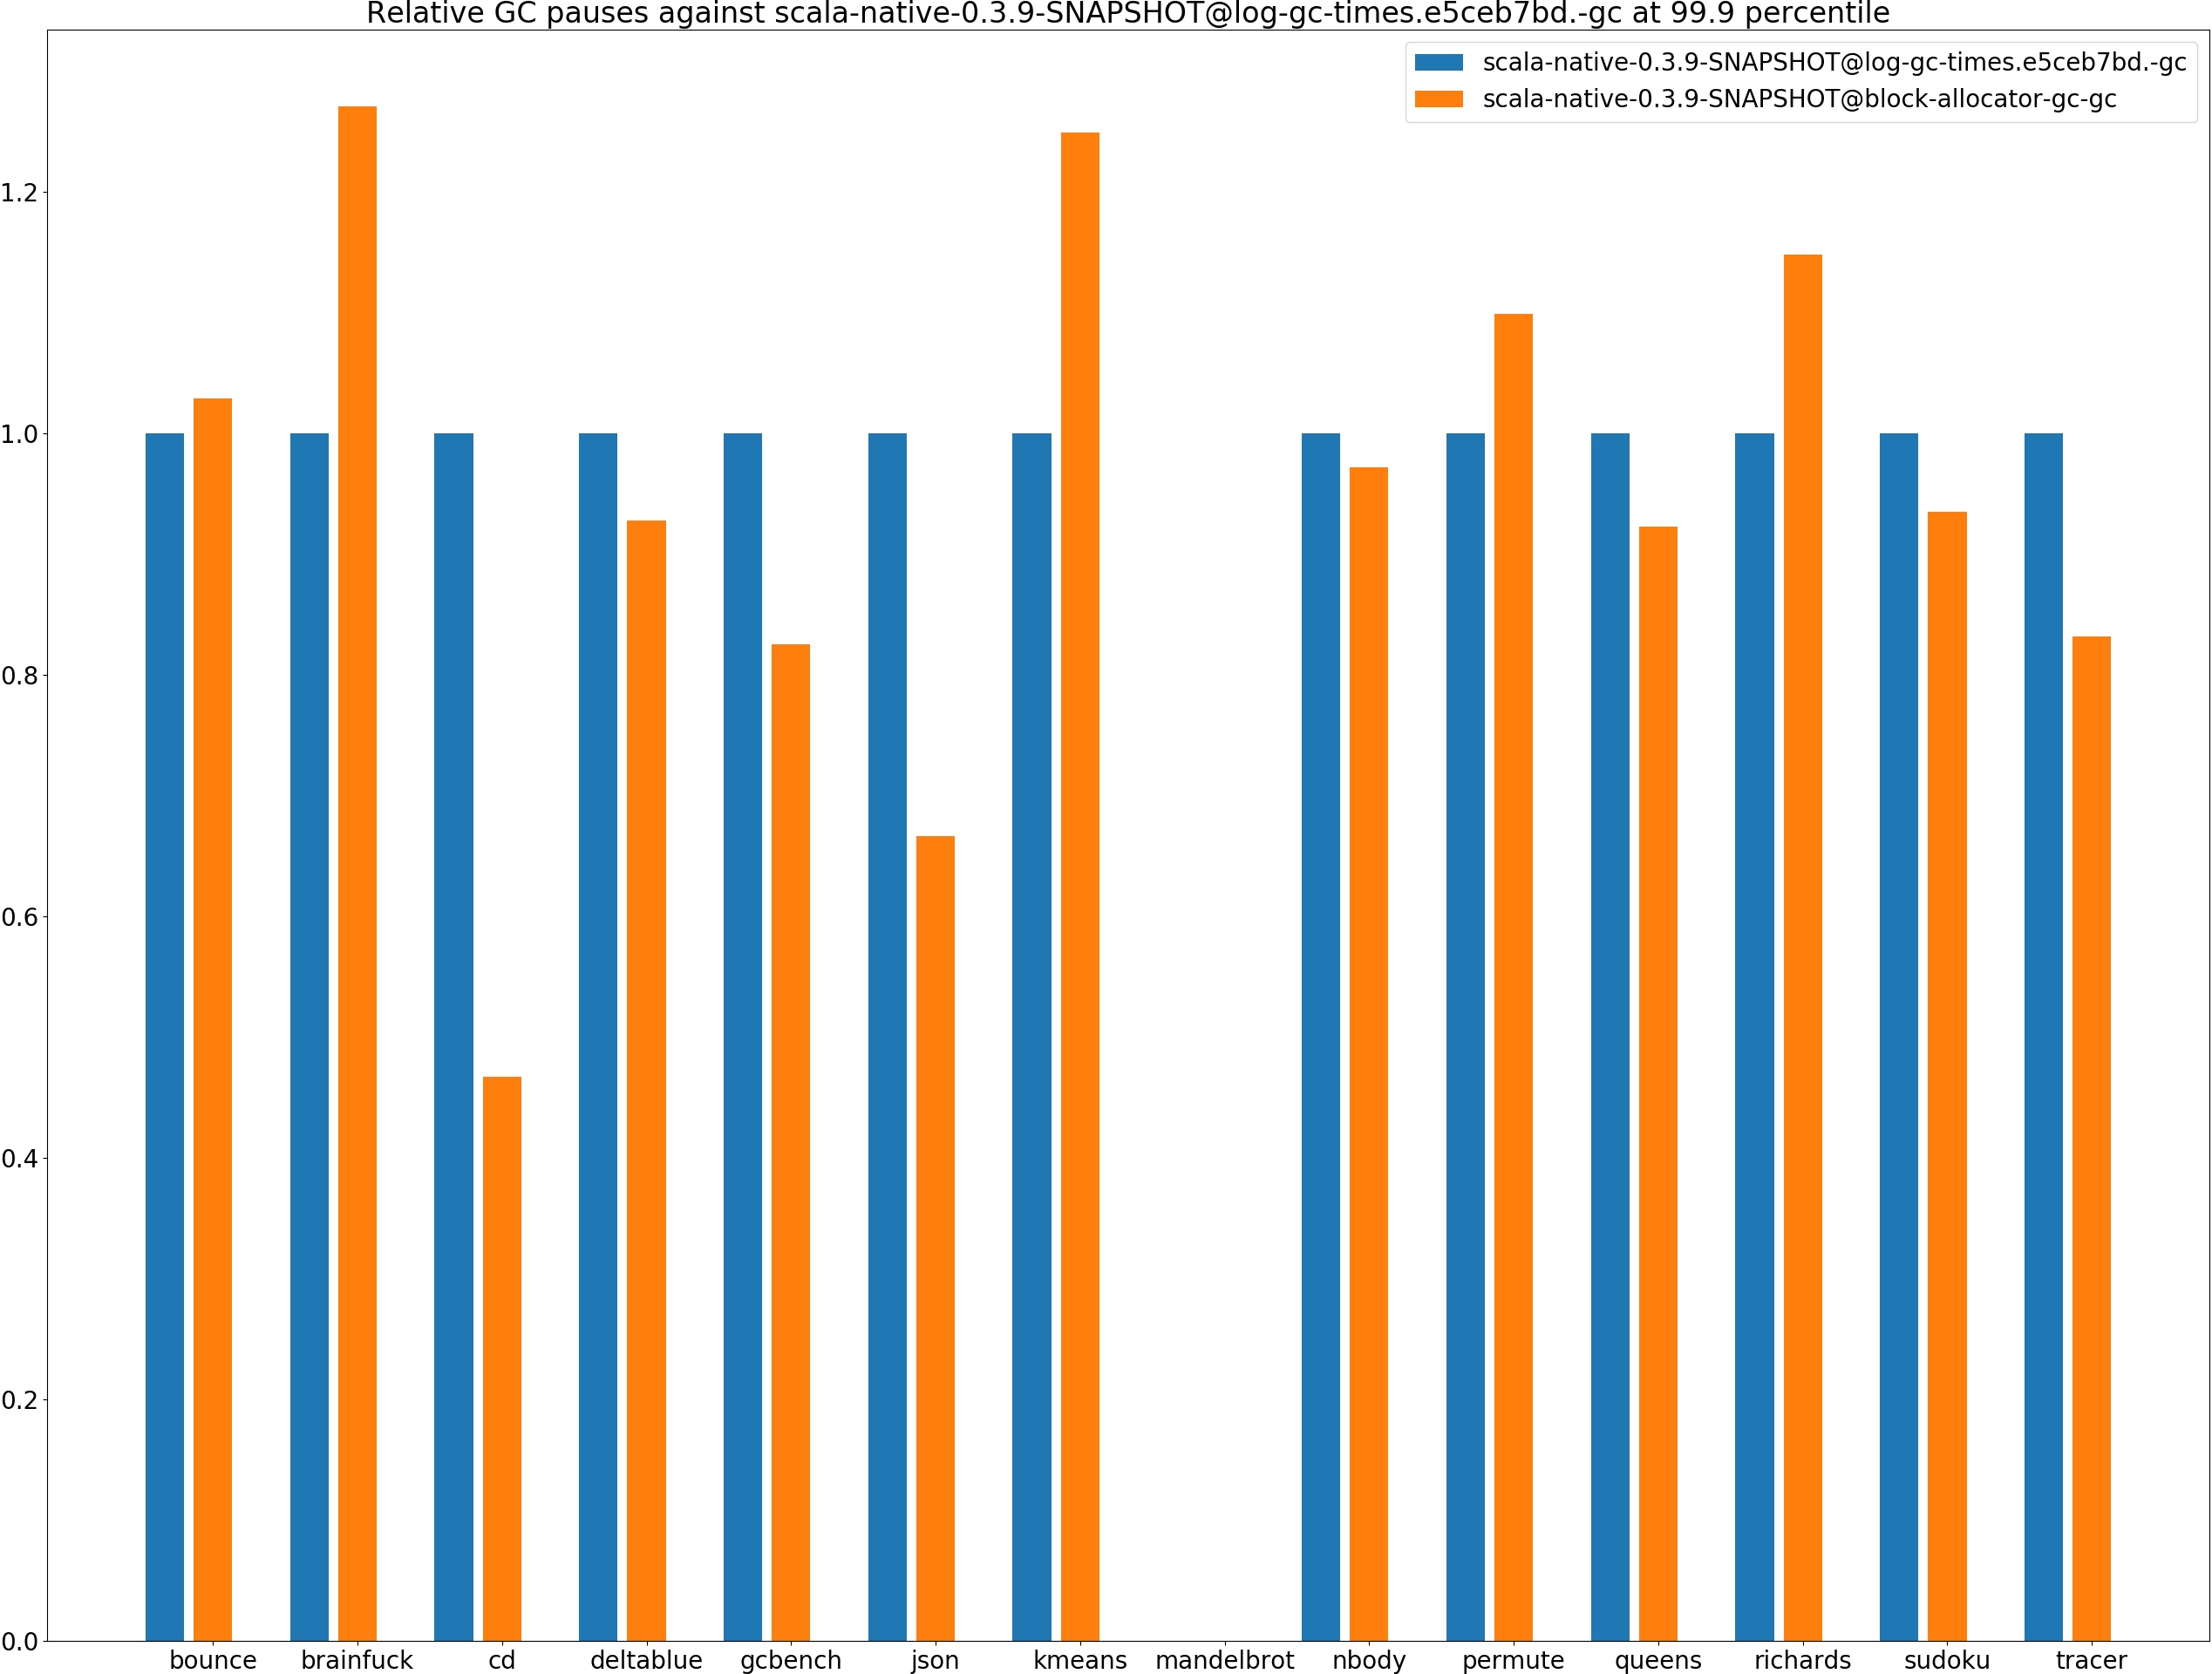 Relative GC pauses against scala-native-0.3.9-SNAPSHOT@log-gc-times.e5ceb7bd.-gc at 99.9 percentile
scala-native-0.3.9-SNAPSHOT@log-gc-times.e5ceb7bd.-gc
scala-native-0.3.9-SNAPSHOT@block-allocator-gc-gc
1.2
1.0
0.8
0.6
0.4
0.2
0.0
bounce brainfuck cd deltablue gcbench json kmeans mandelbrot nbody permute queens richards sudoku tracer